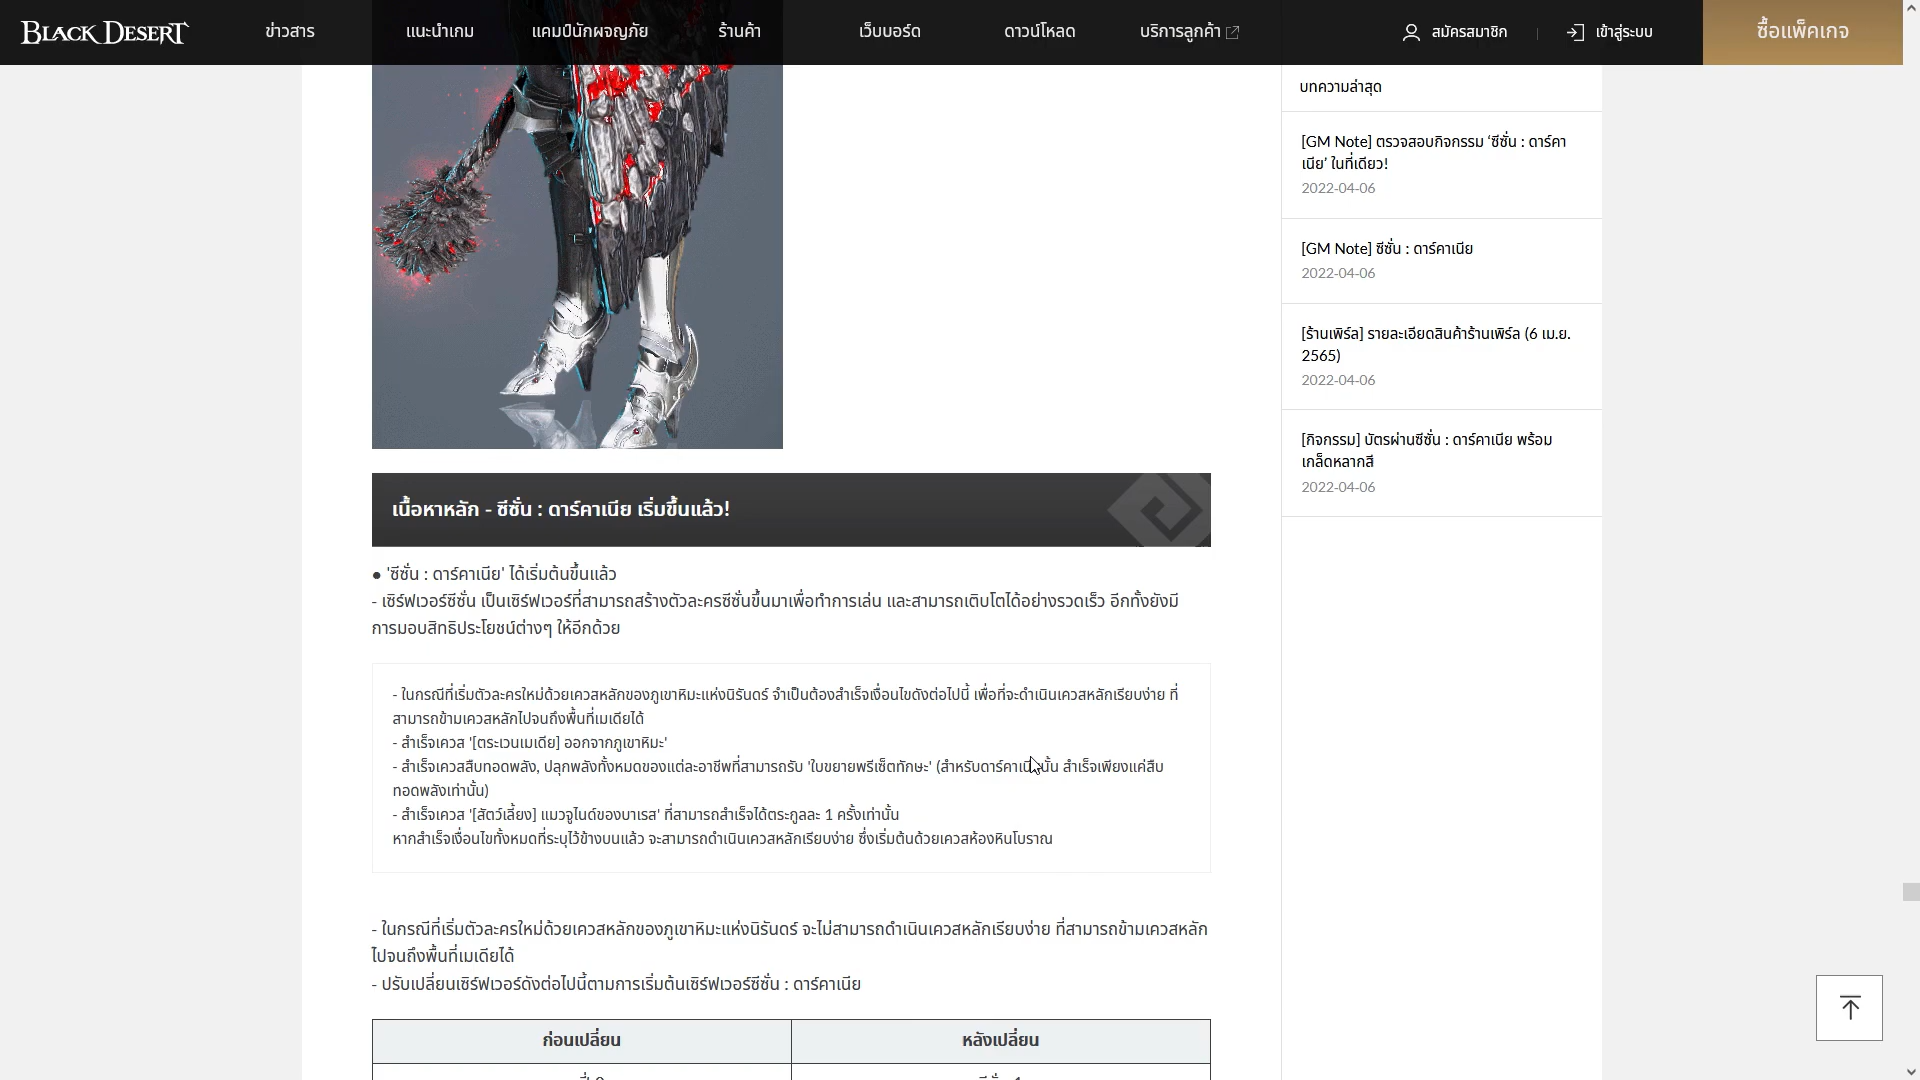 BLACK DESERT
ข่าวสาร
แนะนำเกม
แคมป์นักผจญภัย
ร้านค้า
เว็บบอร์ด
ดาวน์โหลด
บริการลูกค้า
สมัครสมาชิก
เข้าสู่ระบบ
ซื้อแพ็คเกจ
เนื้อหาหลัก - ซีซั่น : ดาร์คาเนีย เริ่มขึ้นแล้ว!
● 'ซีซั่น : ดาร์คาเนีย' ได้เริ่มต้นขึ้นแล้ว
- เซิร์ฟเวอร์ซีซั่น เป็นเซิร์ฟเวอร์ที่สามารถสร้างตัวละครซีซั่นขึ้นมาเพื่อทำการเล่น และสามารถเติบโตได้อย่างรวดเร็ว อีกทั้งยังมี
การมอบสิทธิประโยชน์ต่างๆ ให้อีกด้วย
- ในกรณีที่เริ่มตัวละครใหม่ด้วยเควสหลักของภูเขาหิมะแห่งนิรันดร์ จำเป็นต้องสำเร็จเงื่อนไขดังต่อไปนี้ เพื่อที่จะดำเนินเควสหลักเรียบง่าย ที่
สามารถข้ามเควสหลักไปจนถึงพื้นที่เมเดียได้
- สำเร็จเควส '[ตระเวนเมเดีย] ออกจากภูเขาหิมะ'
- สำเร็จเควสสืบทอดพลัง, ปลุกพลังทั้งหมดของแต่ละอาชีพที่สามารถรับ 'ใบขยายพรีเซ็ตทักษะ' (สำหรับดาร์คาเนียนั้น สำเร็จเพียงแค่สืบ
ทอดพลังเท่านั้น)
- สำเร็จเควส '[สัตว์เลี้ยง] แมวจูไนด์ของบาเรส' ที่สามารถสำเร็จได้ตระกูลละ 1 ครั้งเท่านั้น
หากสำเร็จเงื่อนไขทั้งหมดที่ระบุไว้ข้างบนแล้ว จะสามารถดำเนินเควสหลักเรียบง่าย ซึ่งเริ่มต้นด้วยเควสห้องหินโบราณ
- ในกรณีที่เริ่มตัวละครใหม่ด้วยเควสหลักของภูเขาหิมะแห่งนิรันดร์ จะไม่สามารถดำเนินเควสหลักเรียบง่าย ที่สามารถข้ามเควสหลัก
ไปจนถึงพื้นที่เมเดียได้
- ปรับเปลี่ยนเซิร์ฟเวอร์ดังต่อไปนี้ตามการเริ่มต้นเซิร์ฟเวอร์ซีซั่น : ดาร์คาเนีย
ก่อนเปลี่ยน
หลังเปลี่ยน
บทความล่าสุด
[GM Note] ตรวจสอบกิจกรรม ‘ซีซั่น : ดาร์คา
เนีย’ ในที่เดียว!
2022-04-06
[GM Note] ซีซั่น : ดาร์คาเนีย
2022-04-06
[ร้านเพิร์ล] รายละเอียดสินค้าร้านเพิร์ล (6 เม.ย.
2565)
2022-04-06
[กิจกรรม] บัตรผ่านซีซั่น : ดาร์คาเนีย พร้อม
เกล็ดหลากสี
2022-04-06